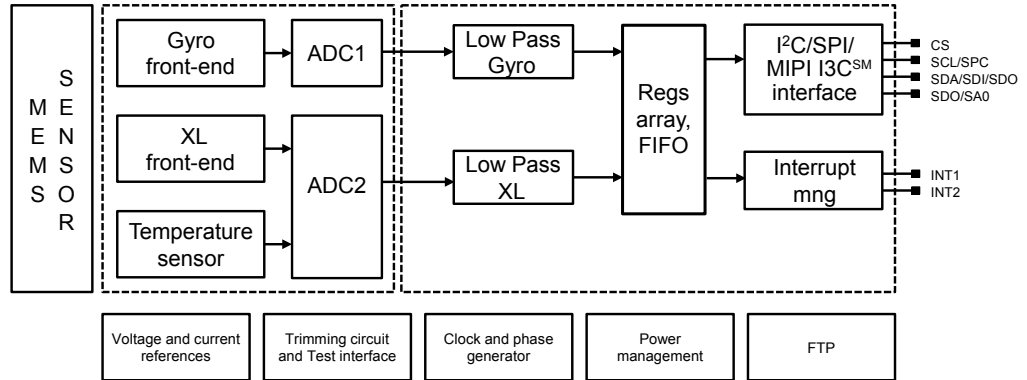 MEMS
SENSOR
Gyro
front-end
ADC1
XL
front-end
ADC2
Temperature
sensor
Low Pass
Gyro
Low Pass
XL
Regs
array,
FIFO
I²C/SPI/
MIPI I3C℠
interface
Interrupt
mng
CS
SCL/SPC
SDA/SDI/SDO
SDO/SA0
INT1
INT2
Voltage and current
references
Trimming circuit
and Test interface
Clock and phase
generator
Power
management
FTP